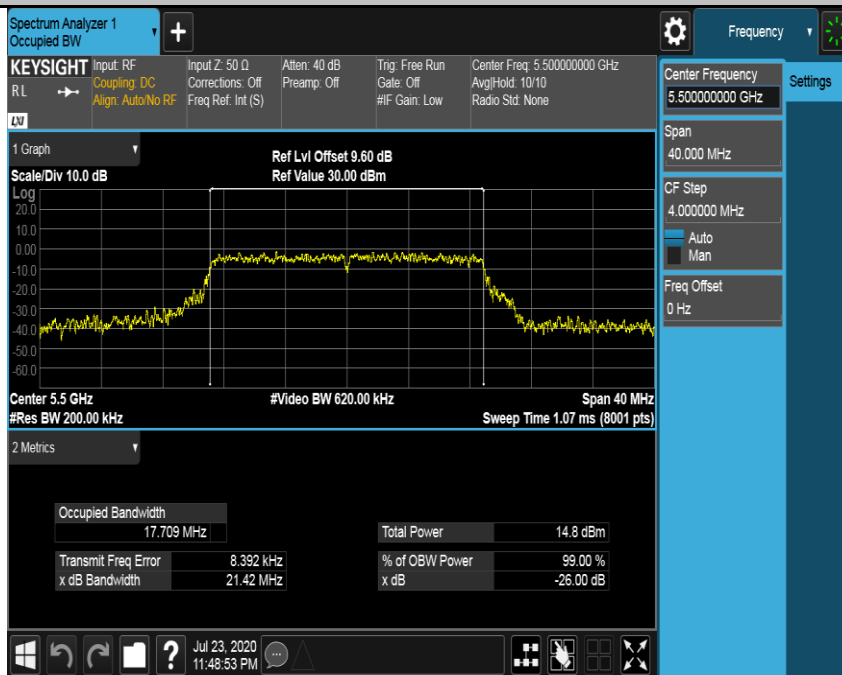 Spectrum Analyzer 1
Occupied BW
+
Frequency
KEYSIGHT
RL
LXI
Input: RF
Coupling: DC
Align: Auto/No RF
Input Z: 50 Ω
Corrections: Off
Freq Ref: Int (S)
Atten: 40 dB
Preamp: Off
Trig: Free Run
Gate: Off
#IF Gain: Low
Center Freq: 5.500000000 GHz
Avg|Hold: 10/10
Radio Std: None
Center Frequency
5.500000000 GHz
Settings
Span
40.000 MHz
CF Step
4.000000 MHz
Auto
Man
Freq Offset
0 Hz
1 Graph
Scale/Div 10.0 dB
Ref Lvl Offset 9.60 dB
Ref Value 30.00 dBm
Log
20.0
10.0
0.00
-10.0
-20.0
-30.0
-40.0
-50.0
-60.0
Center 5.5 GHz
#Video BW 620.00 kHz
Span 40 MHz
#Res BW 200.00 kHz
Sweep Time 1.07 ms (8001 pts)
2 Metrics
Occupied Bandwidth
17.709 MHz
Total Power 14.8 dBm
Transmit Freq Error 8.392 kHz
% of OBW Power 99.00 %
x dB Bandwidth 21.42 MHz
x dB -26.00 dB
?
Jul 23, 2020
11:48:53 PM